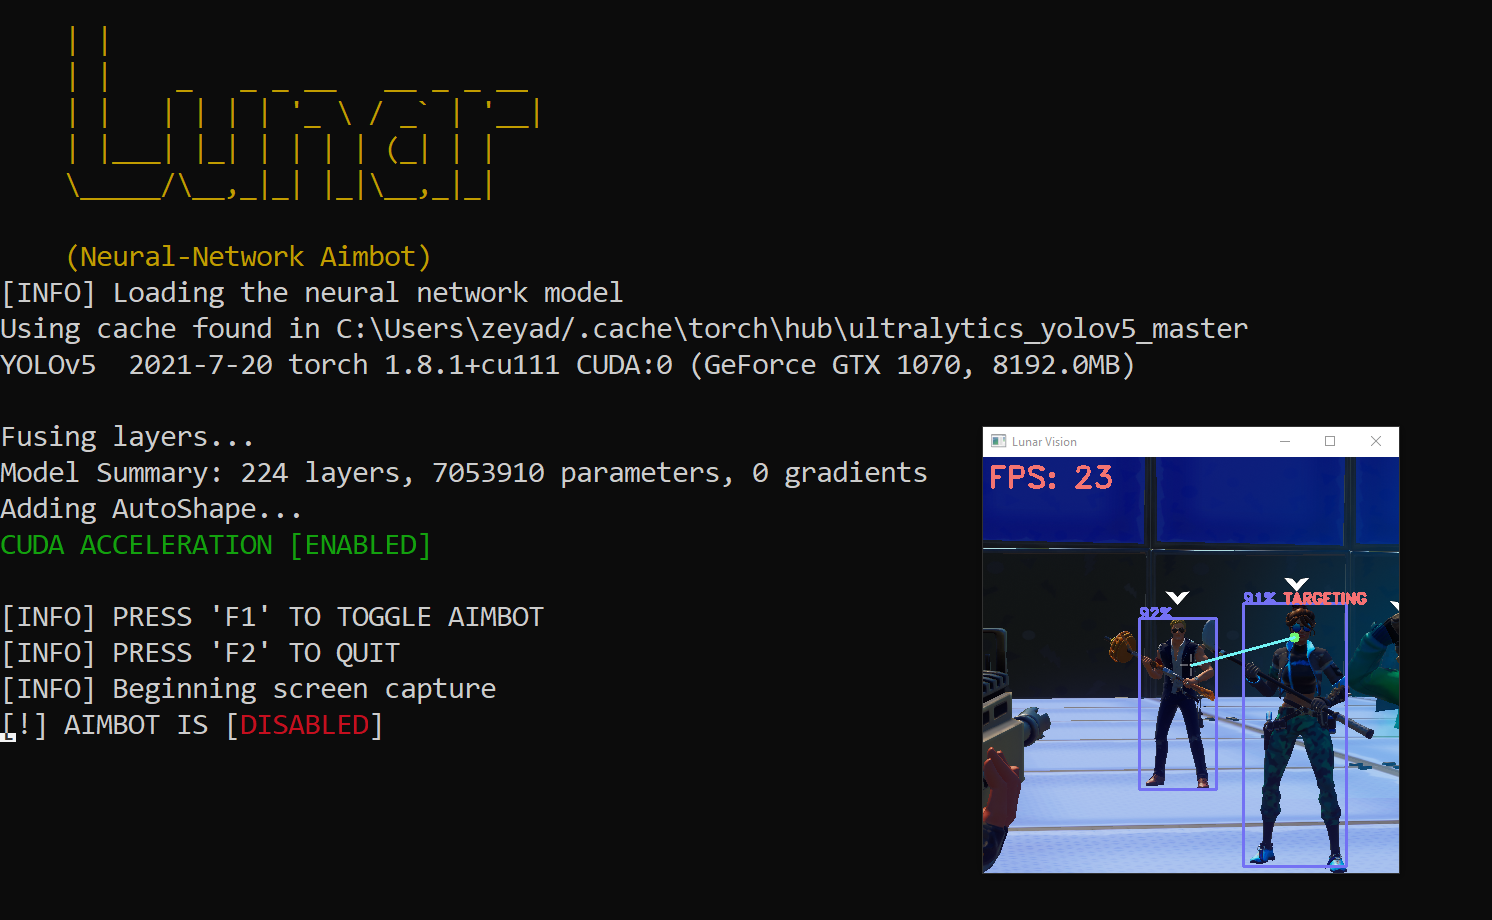 Lunar
(Neural-Network Aimbot)
[INFO] Loading the neural network model
Using cache found in C:\Users\zeyad/.cache\torch\hub\ultralytics_yolov5_master
YOLOv5  2021-7-20 torch 1.8.1+cu111 CUDA:0 (GeForce GTX 1070, 8192.0MB)
Fusing layers...
Model Summary: 224 layers, 7053910 parameters, 0 gradients
Adding AutoShape...
CUDA ACCELERATION [ENABLED]
[INFO] PRESS 'F1' TO TOGGLE AIMBOT
[INFO] PRESS 'F2' TO QUIT
[INFO] Beginning screen capture
[!] AIMBOT IS [DISABLED]
Lunar Vision
FPS: 23
92%
91% TARGETING